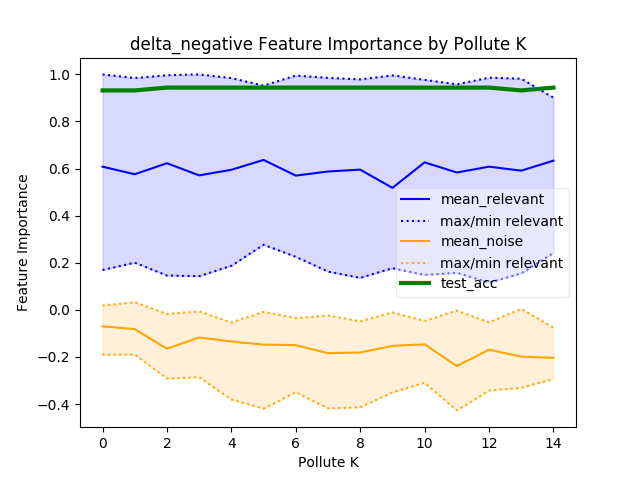 delta_negative Feature Importance by Pollute K
1.0
0.8
0.6
0.4
0.2
0.0
−0.2
−0.4
Feature Importance
mean_relevant
max/min relevant
mean_noise
max/min relevant
test_acc
0 2 4 6 8 10 12 14
Pollute K